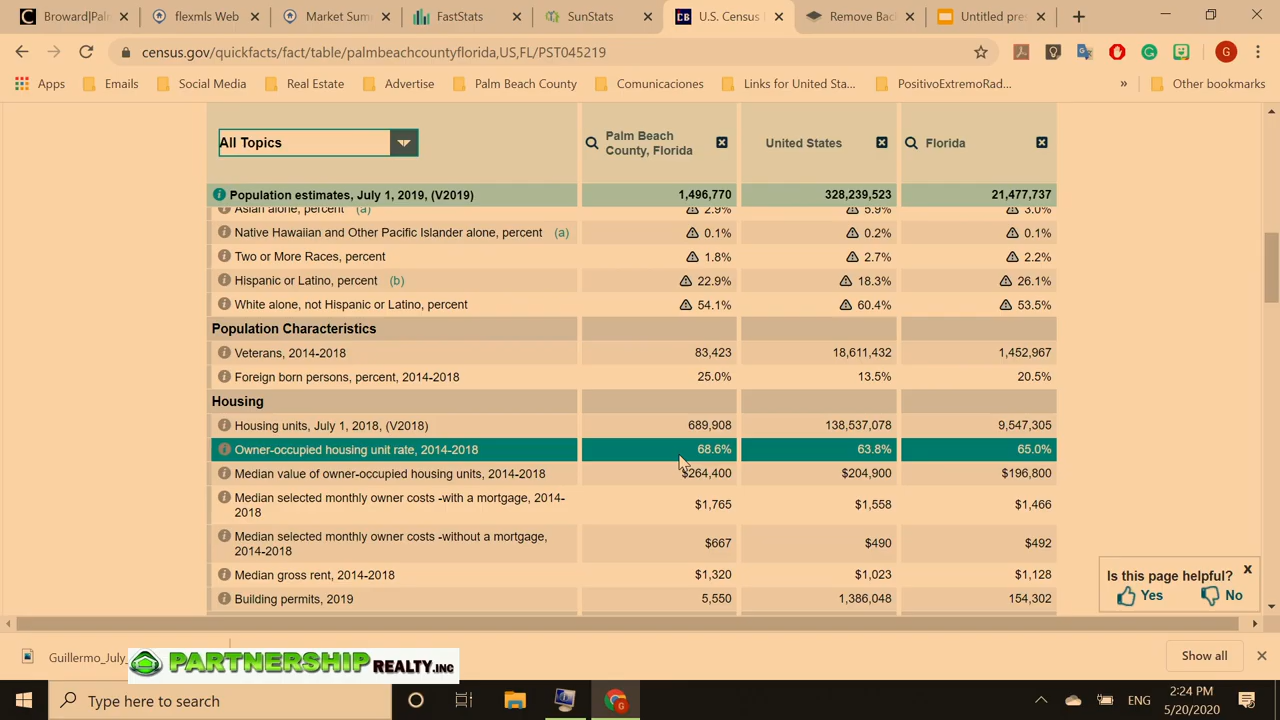 Broward|Palm
flexmls Web
Market Sum
FastStats
SunStats
U.S. Census
Remove Bac
Untitled pre
census.gov/quickfacts/fact/table/palmbeachcountyflorida,US,FL/PST045219
G
Apps
Emails
Social Media
Real Estate
Advertise
Palm Beach County
Comunicaciones
Links for United Sta...
PositivoExtremoRad...
»
Other bookmarks
All Topics
Palm Beach
County, Florida
United States
Florida
Population estimates, July 1, 2019, (V2019) 1,496,770 328,239,523 21,477,737
Asian alone, percent (a) 2.9% 5.9% 3.0%
Native Hawaiian and Other Pacific Islander alone, percent (a) 0.1% 0.2% 0.1%
Two or More Races, percent 1.8% 2.7% 2.2%
Hispanic or Latino, percent (b) 22.9% 18.3% 26.1%
White alone, not Hispanic or Latino, percent 54.1% 60.4% 53.5%
Population Characteristics
Veterans, 2014-2018 83,423 18,611,432 1,452,967
Foreign born persons, percent, 2014-2018 25.0% 13.5% 20.5%
Housing
Housing units, July 1, 2018, (V2018) 689,908 138,537,078 9,547,305
Owner-occupied housing unit rate, 2014-2018 68.6% 63.8% 65.0%
Median value of owner-occupied housing units, 2014-2018 $264,400 $204,900 $196,800
Median selected monthly owner costs -with a mortgage, 2014-
2018 $1,765 $1,558 $1,466
Median selected monthly owner costs -without a mortgage,
2014-2018 $667 $490 $492
Median gross rent, 2014-2018 $1,320 $1,023 $1,128
Building permits, 2019 5,550 1,386,048 154,302
Is this page helpful? x
Yes No
Guillermo_July
Show all
PARTNERSHIP REALTY.INC
Type here to search
ENG
2:24 PM
5/20/2020